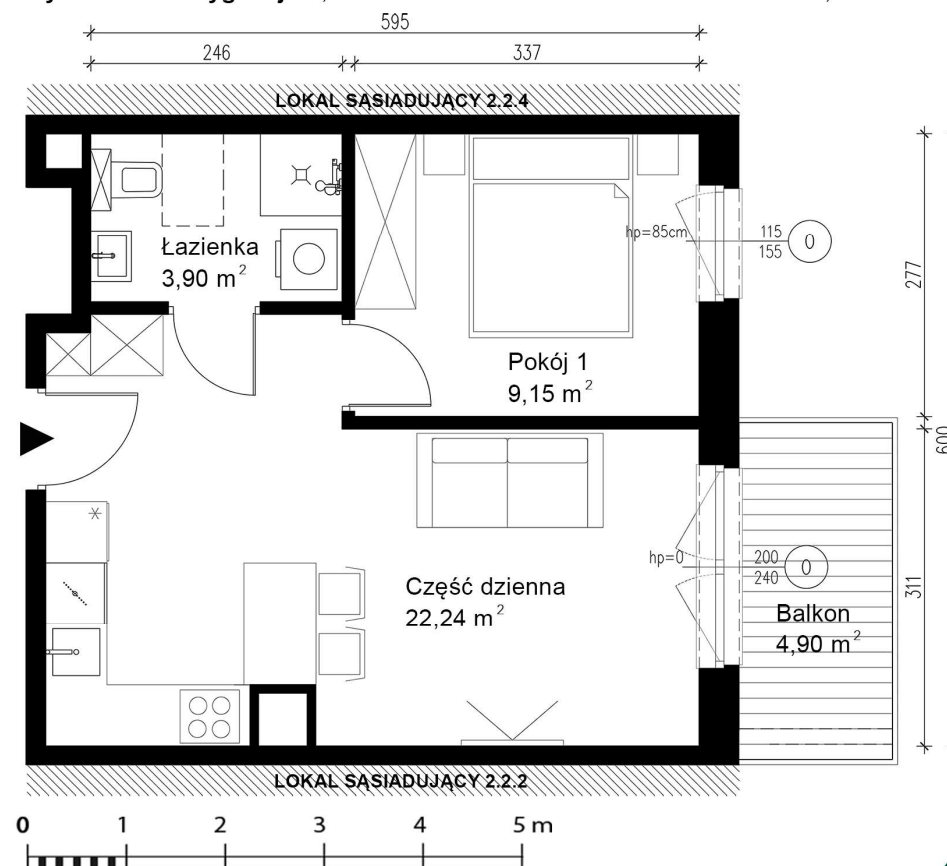 595
246
337
LOKAL SĄSIADUJĄCY 2.2.4
Łazienka
3,90 m²
hp=85cm
115
155
0
277
Pokój 1
9,15 m²
600
hp=0
200
240
0
311
Część dzienna
22,24 m²
Balkon
4,90 m²
LOKAL SĄSIADUJĄCY 2.2.2
0 1 2 3 4 5 m